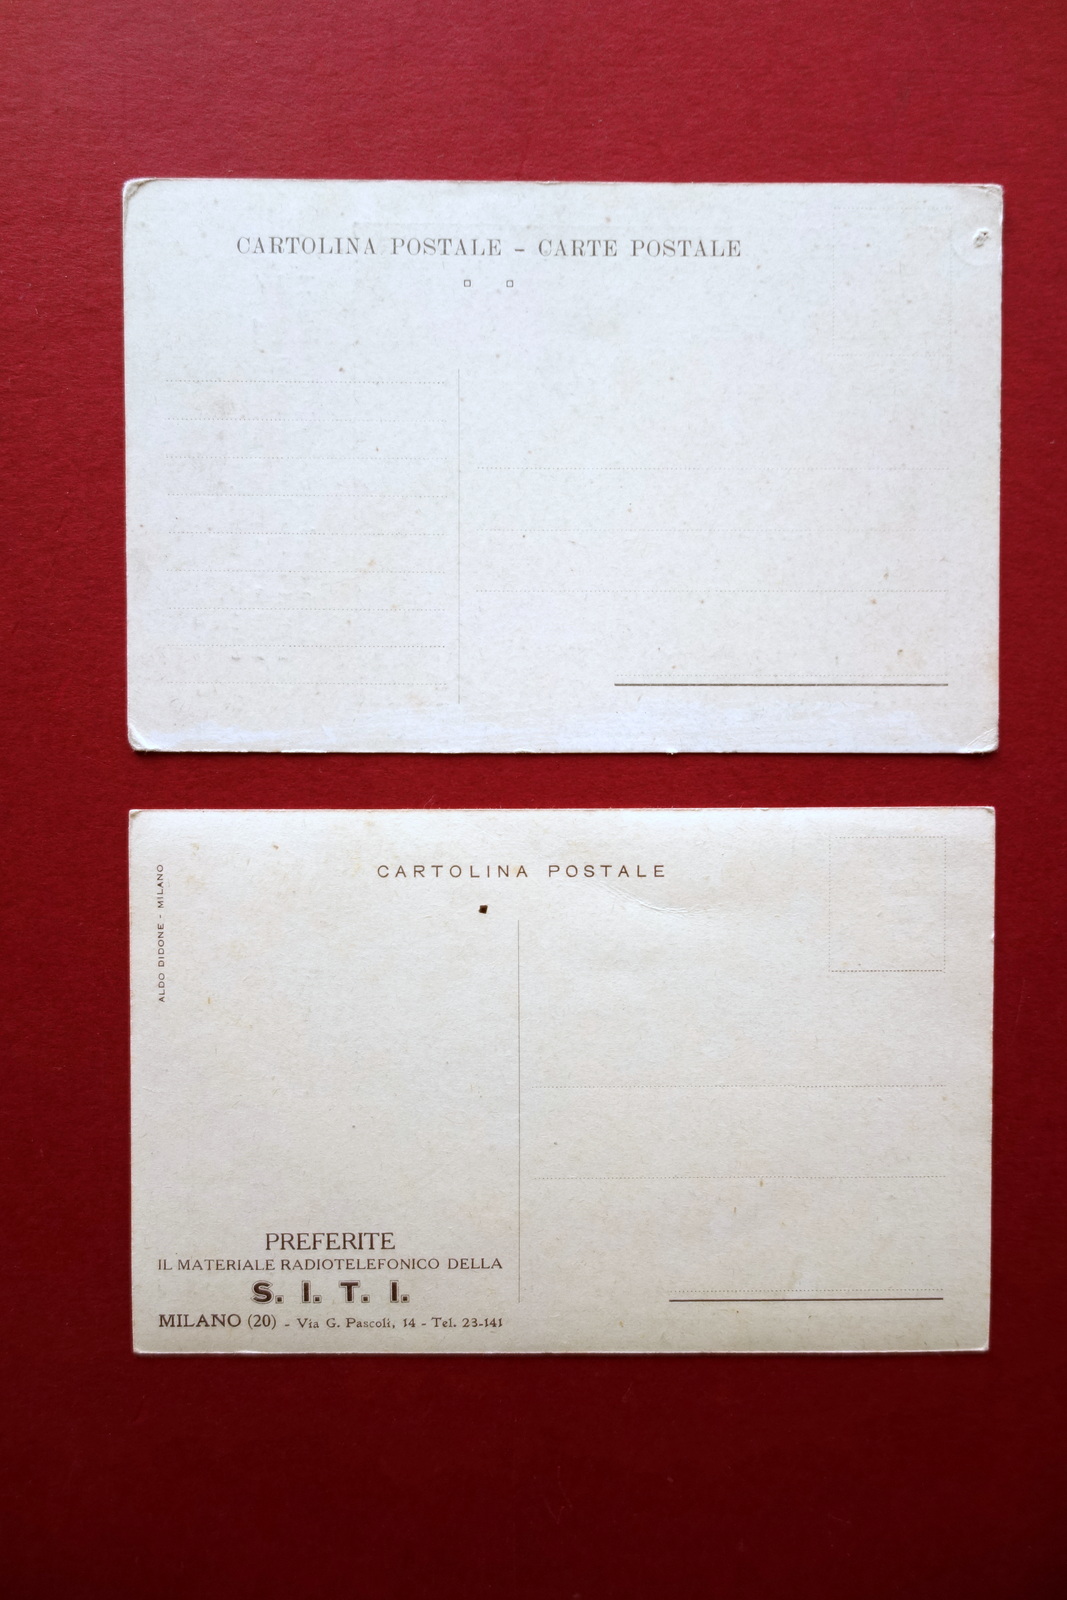 CARTOLINA POSTALE - CARTE POSTALE
CARTOLINA POSTALE
ALDO DIDONE - MILANO
PREFERITE
IL MATERIALE RADIOTELEFONICO DELLA
S. I. T. I.
MILANO (20) - Via G. Pascoli, 14 - Tel. 23-141